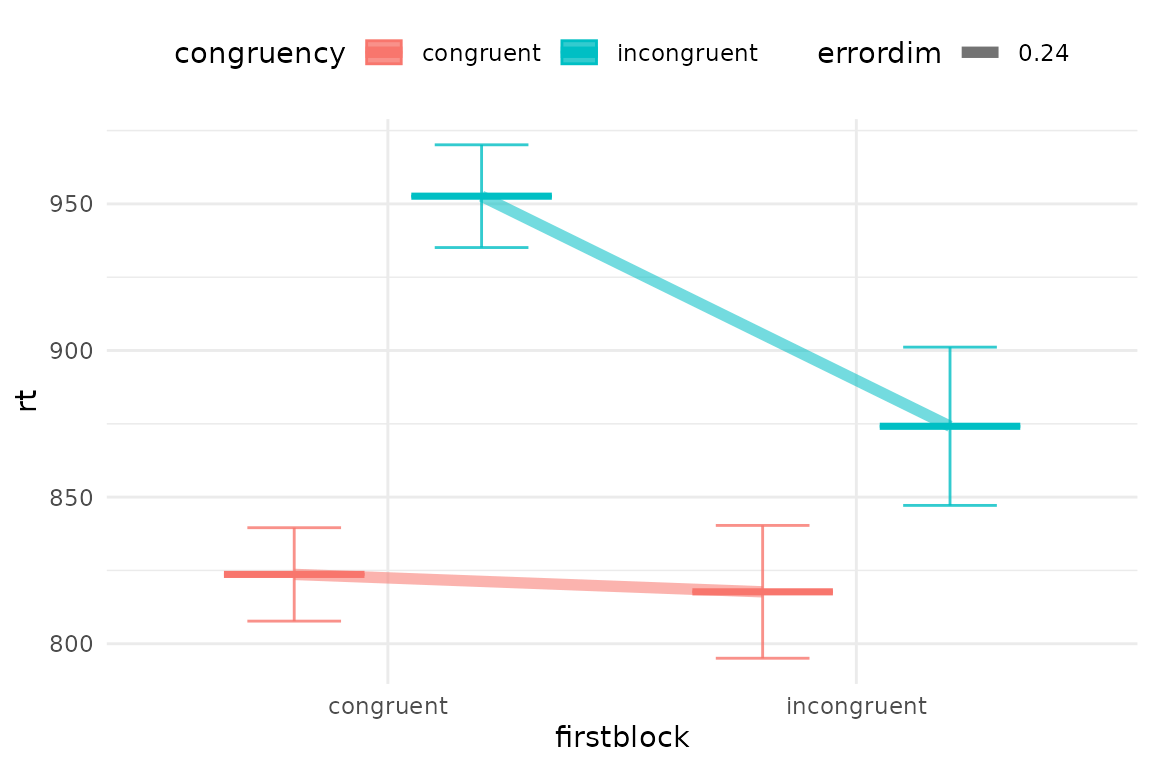 congruency congruent incongruent errordim 0.24
950
900
850
800
rt
congruent incongruent
firstblock